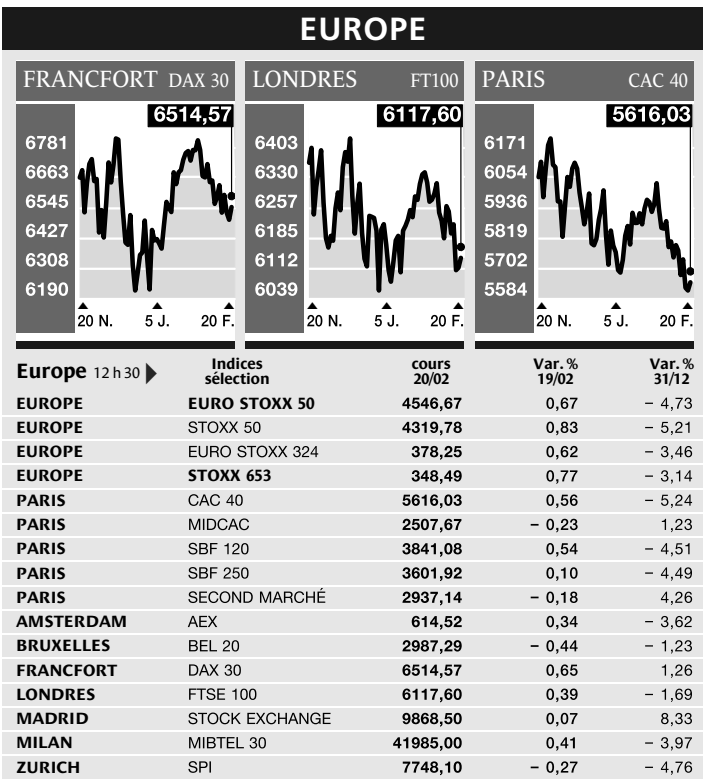 EUROPE
FRANCFORT DAX 30
6514,57
6781
6663
6545
6427
6308
6190
20 N. 5 J. 20 F.
LONDRES FT100
6117,60
6403
6330
6257
6185
6112
6039
20 N. 5 J. 20 F.
PARIS CAC 40
5616,03
6171
6054
5936
5819
5702
5584
20 N. 5 J. 20 F.
Europe 12 h 30 Indices sélection cours 20/02 Var. % 19/02 Var. % 31/12
EUROPE EURO STOXX 50 4546,67 0,67 – 4,73
EUROPE STOXX 50 4319,78 0,83 – 5,21
EUROPE EURO STOXX 324 378,25 0,62 – 3,46
EUROPE STOXX 653 348,49 0,77 – 3,14
PARIS CAC 40 5616,03 0,56 – 5,24
PARIS MIDCAC 2507,67 – 0,23 1,23
PARIS SBF 120 3841,08 0,54 – 4,51
PARIS SBF 250 3601,92 0,10 – 4,49
PARIS SECOND MARCHÉ 2937,14 – 0,18 4,26
AMSTERDAM AEX 614,52 0,34 – 3,62
BRUXELLES BEL 20 2987,29 – 0,44 – 1,23
FRANCFORT DAX 30 6514,57 0,65 1,26
LONDRES FTSE 100 6117,60 0,39 – 1,69
MADRID STOCK EXCHANGE 9868,50 0,07 8,33
MILAN MIBTEL 30 41985,00 0,41 – 3,97
ZURICH SPI 7748,10 – 0,27 – 4,76